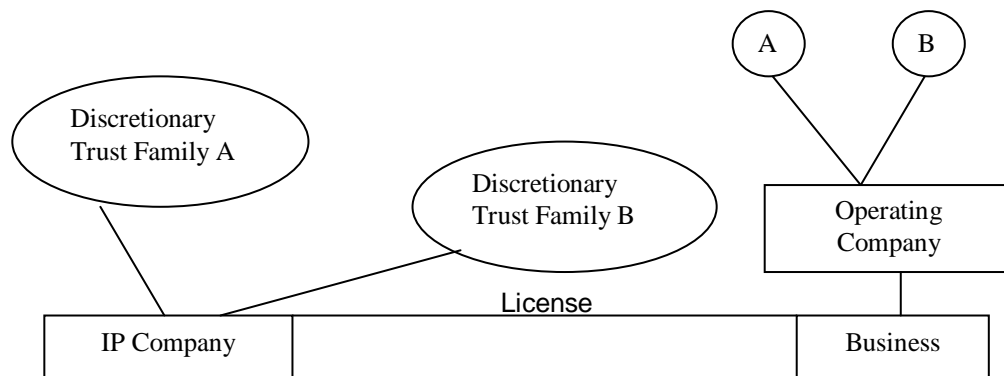 A
B
Discretionary
Trust Family A
Discretionary
Trust Family B
Operating
Company
License
IP Company
Business